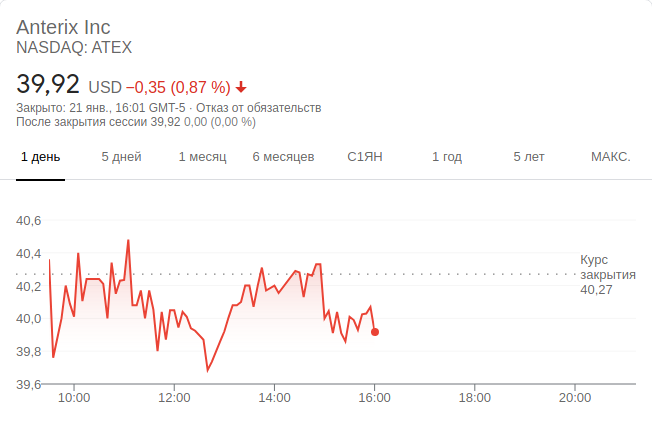 Anterix Inc
NASDAQ: ATEX
39,92 USD −0,35 (0,87 %)
Закрыто: 21 янв., 16:01 GMT-5 · Отказ от обязательств
После закрытия сессии 39,92 0,00 (0,00 %)
1 день 5 дней 1 месяц 6 месяцев С1ЯН 1 год 5 лет МАКС.
40,6
40,4
40,2
40,0
39,8
39,6
Курс
закрытия
40,27
10:00 12:00 14:00 16:00 18:00 20:00